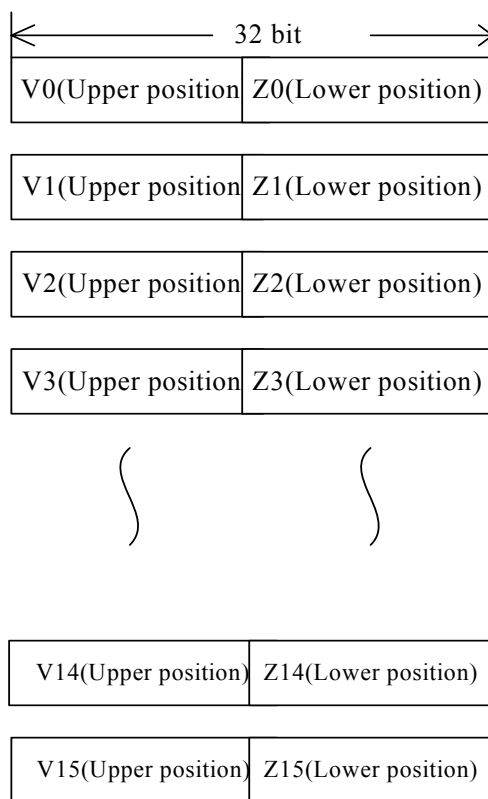 32 bit
V0(Upper position Z0(Lower position)
V1(Upper position Z1(Lower position)
V2(Upper position Z2(Lower position)
V3(Upper position Z3(Lower position)
V14(Upper position) Z14(Lower position)
V15(Upper position) Z15(Lower position)